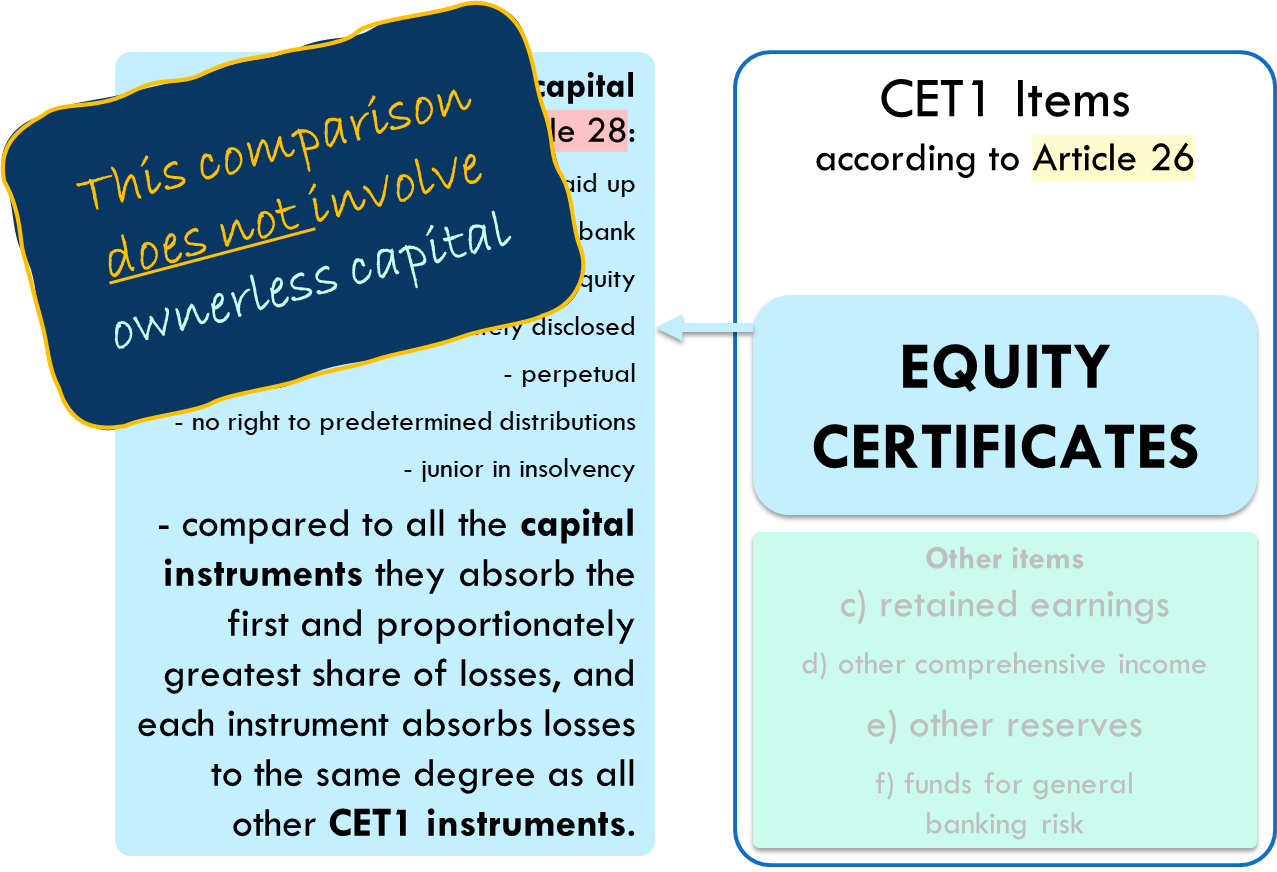 This comparison
does not involve
ownerless capital
capital
le 28:
aid up
bank
quity
ely disclosed
- perpetual
- no right to predetermined distributions
- junior in insolvency
- compared to all the capital
instruments they absorb the
first and proportionately
greatest share of losses, and
each instrument absorbs losses
to the same degree as all
other CET1 instruments.
CET1 Items
according to Article 26
EQUITY
CERTIFICATES
Other items
c) retained earnings
d) other comprehensive income
e) other reserves
f) funds for general
banking risk